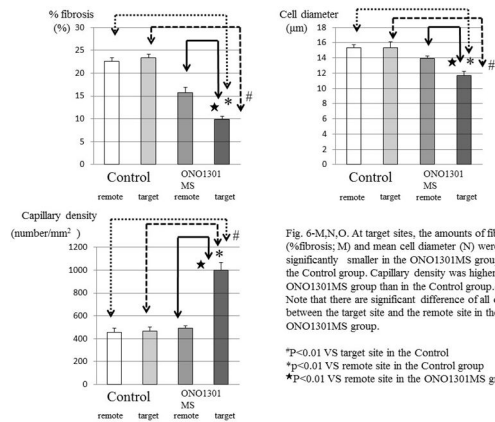 % fibrosis
(%)
30
25
20
15
10
5
0
★ * #
Control
ONO1301
MS
remote target remote target
Cell diameter
(μm)
18
16
14
12
10
8
6
4
2
0
★ * #
Control
ONO1301
MS
remote target remote target
Capillary density
(number/mm²)
1200
1000
800
600
400
200
0
★ * #
Control
ONO1301
MS
remote target remote target
Fig. 6-M,N,O. At target sites, the amounts of
(%fibrosis; M) and mean cell diameter (N) were
significantly smaller in the ONO1301MS
the Control group. Capillary density was higher
ONO1301MS group than in the Control group.
Note that there are significant difference of all
between the target site and the remote site in the
ONO1301MS group.
#P<0.01 VS target site in the Control
*p<0.01 VS remote site in the Control group
★P<0.01 VS remote site in the ONO1301MS